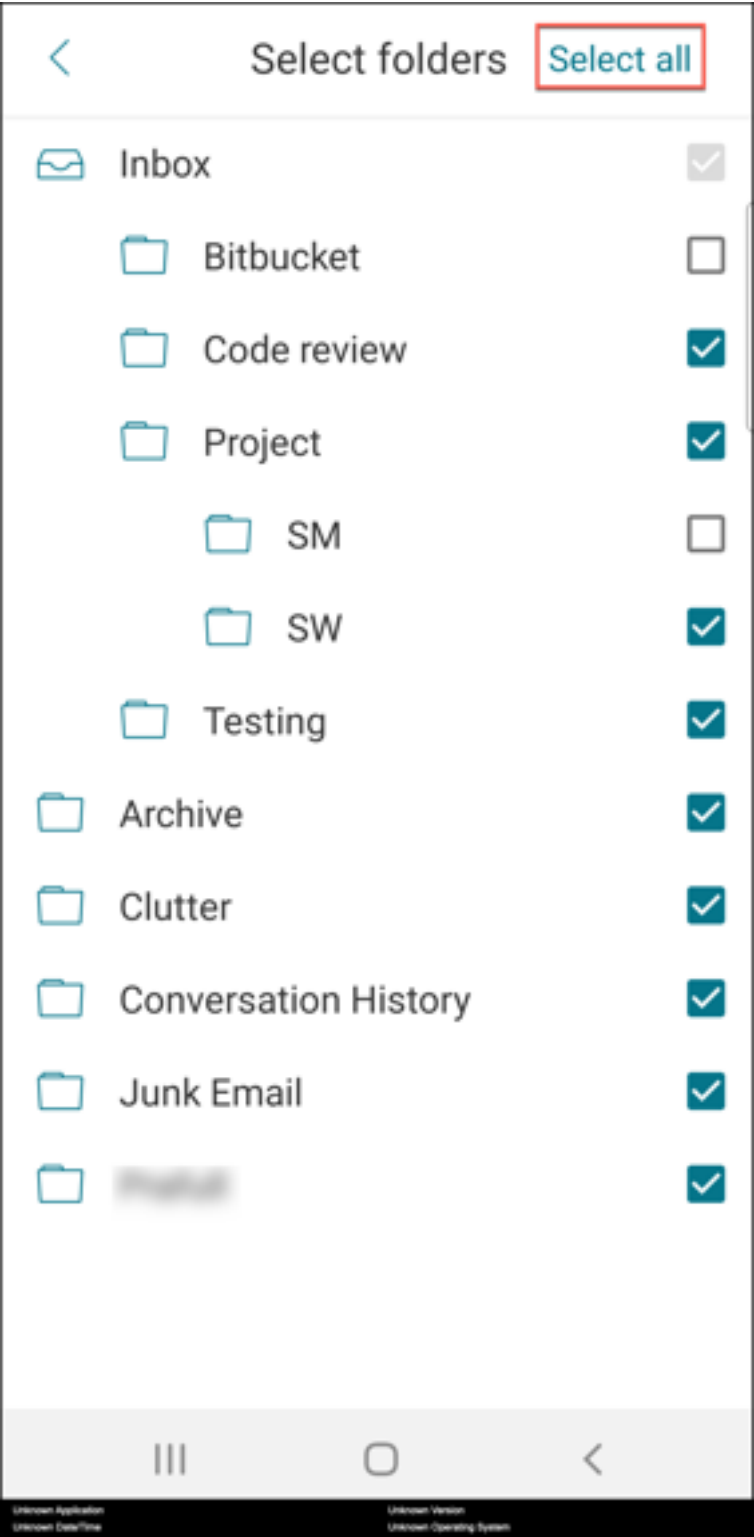 Select folders Select all
Inbox
Bitbucket
Code review
Project
SM
SW
Testing
Archive
Clutter
Conversation History
Junk Email
Unknown Application Unknown Version
Unknown Date/Time Unknown Operating System